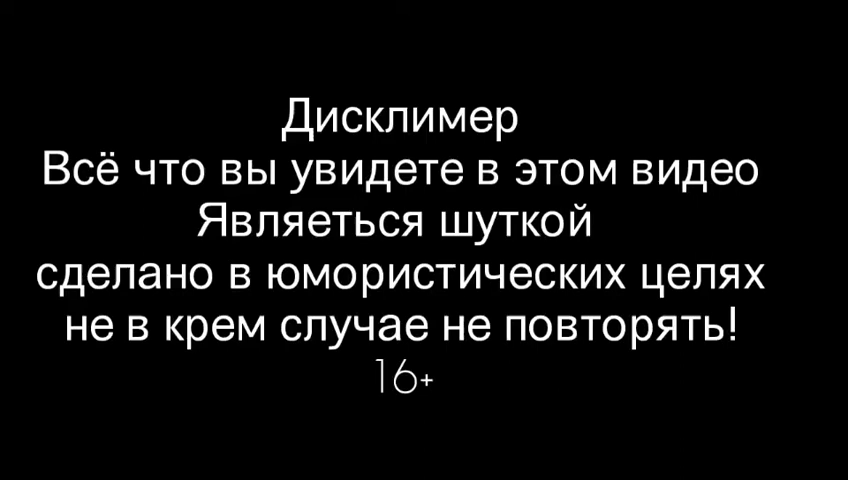 Дисклимер
Всё что вы увидете в этом видео
Являеться шуткой
сделано в юмористических целях
не в крем случае не повторять!
16+